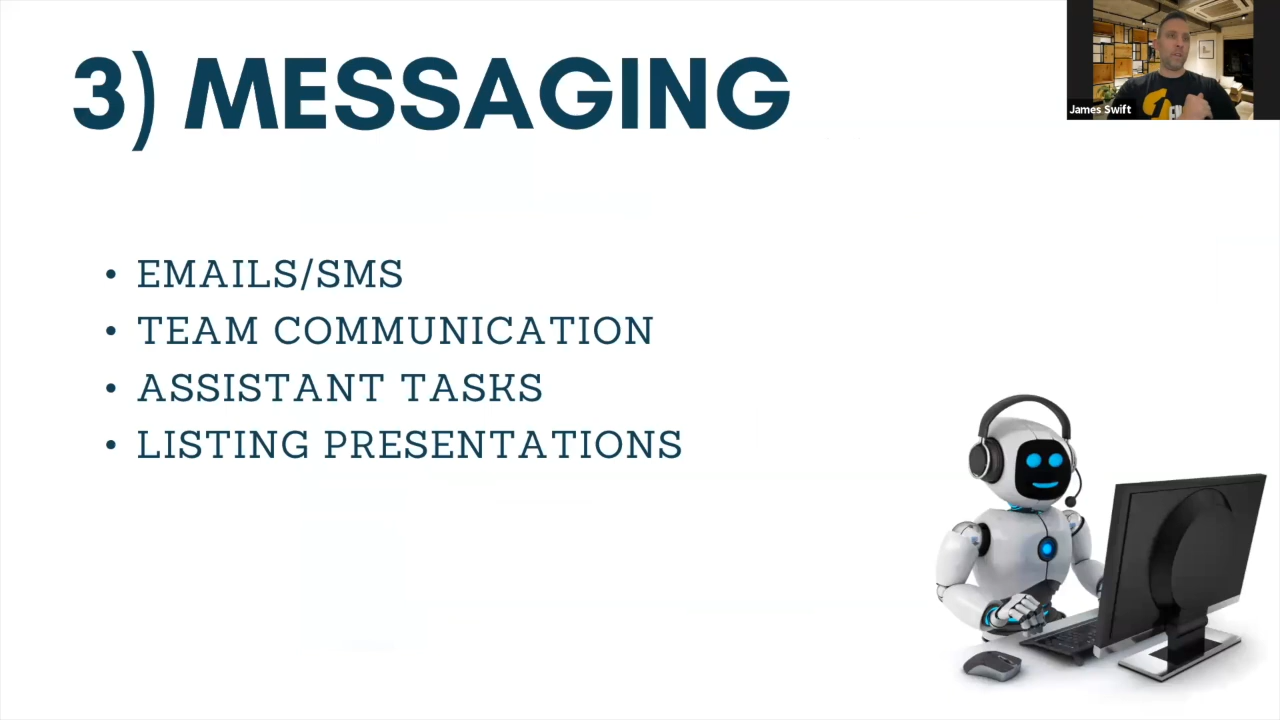 3) MESSAGING
James Swift
• EMAILS/SMS
• TEAM COMMUNICATION
• ASSISTANT TASKS
• LISTING PRESENTATIONS